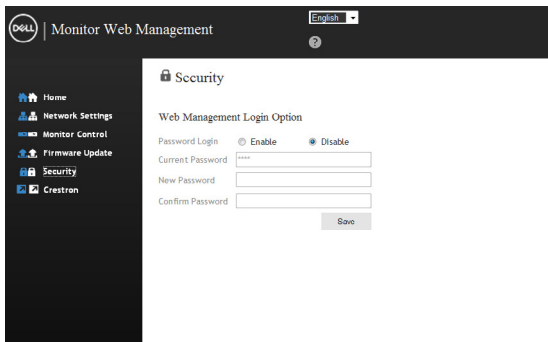 DELL | Monitor Web Management
English
?
Home
Network Settings
Monitor Control
Firmware Update
Security
Crestron
Security
Web Management Login Option
Password Login Enable Disable
Current Password ****
New Password
Confirm Password
Save